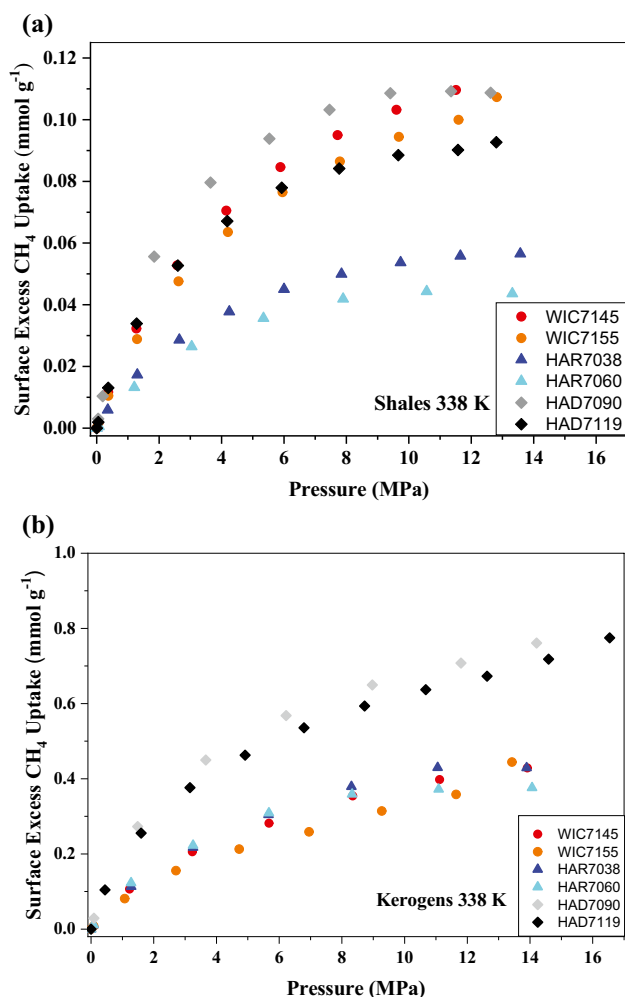 (a)
Surface Excess CH₄ Uptake (mmol g⁻¹)
0.12
0.10
0.08
0.06
0.04
0.02
0.00
WIC7145
WIC7155
HAR7038
HAR7060
HAD7090
HAD7119
Shales 338 K
0 2 4 6 8 10 12 14 16
Pressure (MPa)
(b)
Surface Excess CH₄ Uptake (mmol g⁻¹)
1.0
0.8
0.6
0.4
0.2
0.0
WIC7145
WIC7155
HAR7038
HAR7060
HAD7090
HAD7119
Kerogens 338 K
0 2 4 6 8 10 12 14 16
Pressure (MPa)